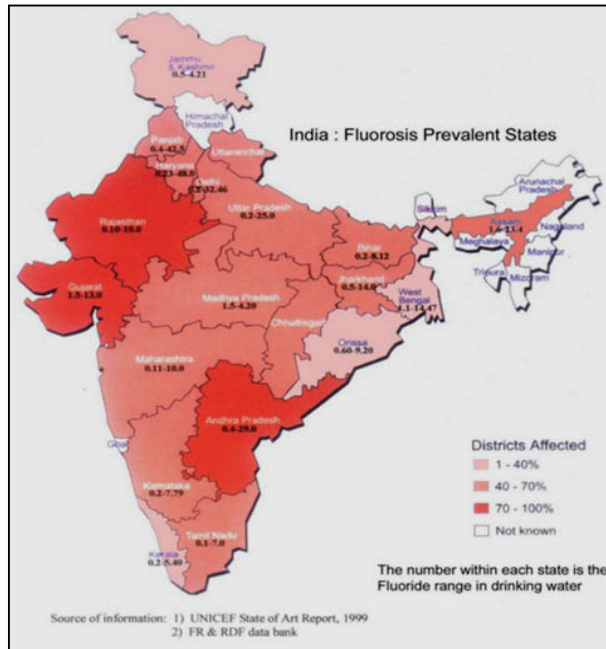 Jammu
& Kashmir
0.5-4.21
Himachal
Pradesh
India : Fluorosis Prevalent States
Punjab
0.4-42.5
Uttaranchal
Haryana
0.23-48.0
Delhi
0.2-32.46
Arunachal
Pradesh
Sikkim
Rajasthan
0.10-10.0
Uttar Pradesh
0.2-25.0
Assam
1.6-23.4
Nagaland
Meghalaya
Bihar
0.2-8.12
Manipur
Tripura
Mizoram
Gujarat
1.5-13.0
Jharkhand
0.5-14.0
West
Bengal
1.1-14.47
Madhya Pradesh
1.5-4.20
Chhattisgarh
Orissa
0.60-9.20
Maharashtra
0.11-10.0
Andhra Pradesh
0.4-29.0
Goa
Districts Affected
1 - 40%
40 - 70%
70 - 100%
Not known
Karnataka
0.2-7.79
Tamil Nadu
0.1-7.0
Kerala
0.2-5.40
The number within each state is the
Fluoride range in drinking water
Source of information: 1) UNICEF State of Art Report, 1999
2) FR & RDF data bank